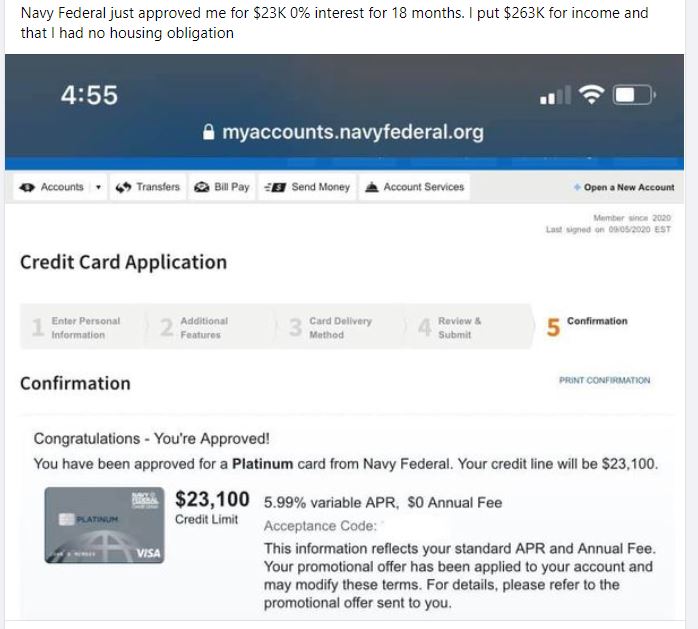 Navy Federal just approved me for $23K 0% interest for 18 months. I put $263K for income and
that I had no housing obligation
4:55
myaccounts.navyfederal.org
Accounts
Transfers
Bill Pay
Send Money
Account Services
Open a New Account
Member since 2020
Last signed on 09/05/2020 EST
Credit Card Application
1 Enter Personal
Information
2 Additional
Features
3 Card Delivery
Method
4 Review &
Submit
5 Confirmation
Confirmation
PRINT CONFIRMATION
Congratulations - You're Approved!
You have been approved for a Platinum card from Navy Federal. Your credit line will be $23,100.
NAVY
FEDERAL
Credit Union
PLATINUM
VISA
$23,100
Credit Limit
5.99% variable APR, $0 Annual Fee
Acceptance Code:
This information reflects your standard APR and Annual Fee.
Your promotional offer has been applied to your account and
may modify these terms. For details, please refer to the
promotional offer sent to you.